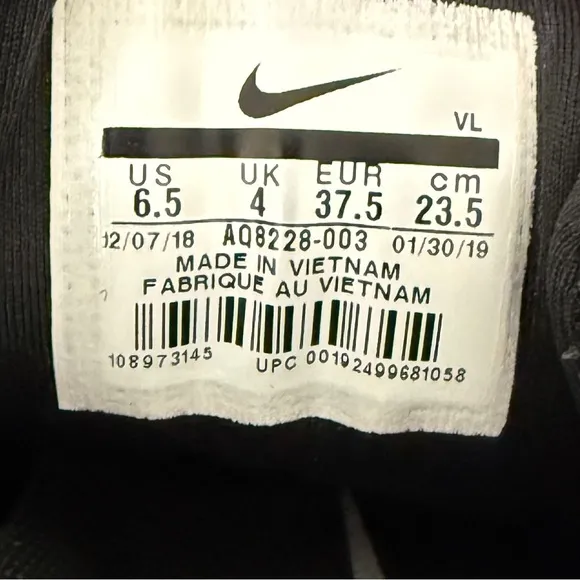 VL
US UK EUR cm
6.5 4 37.5 23.5
12/07/18 AQ8228-003 01/30/19
MADE IN VIETNAM
FABRIQUE AU VIETNAM
108973145 UPC 00192499681058